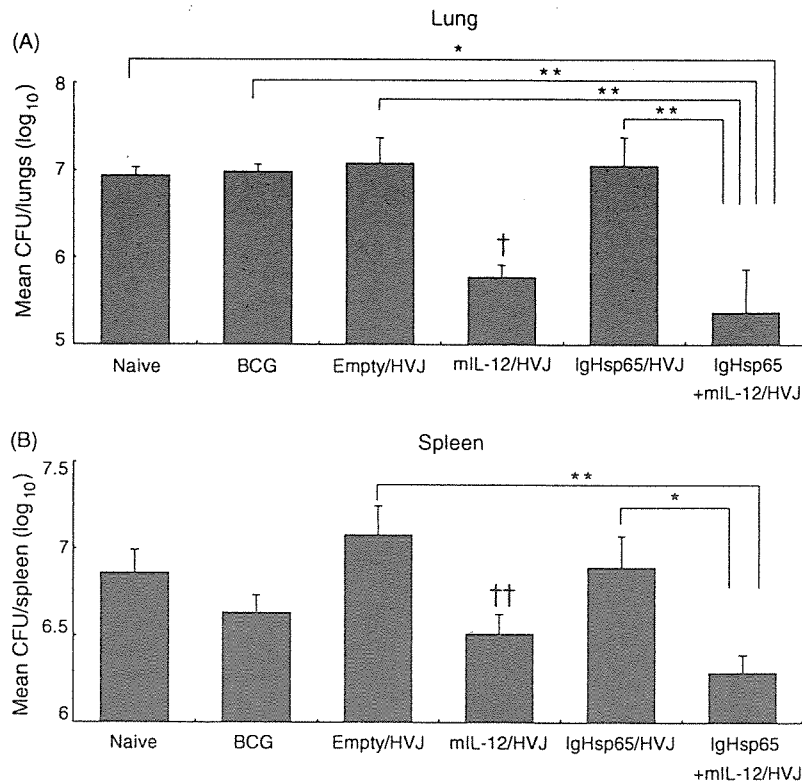 Lung
(A)
*
**
**
**
Mean CFU/lungs (log10)
8
7
6
5
†
Naive BCG Empty/HVJ mIL-12/HVJ IgHsp65/HVJ IgHsp65
+mIL-12/HVJ
(B)
Spleen
**
*
Mean CFU/spleen (log10)
7.5
7
6.5
6
††
Naive BCG Empty/HVJ mIL-12/HVJ IgHsp65/HVJ IgHsp65
+mIL-12/HVJ